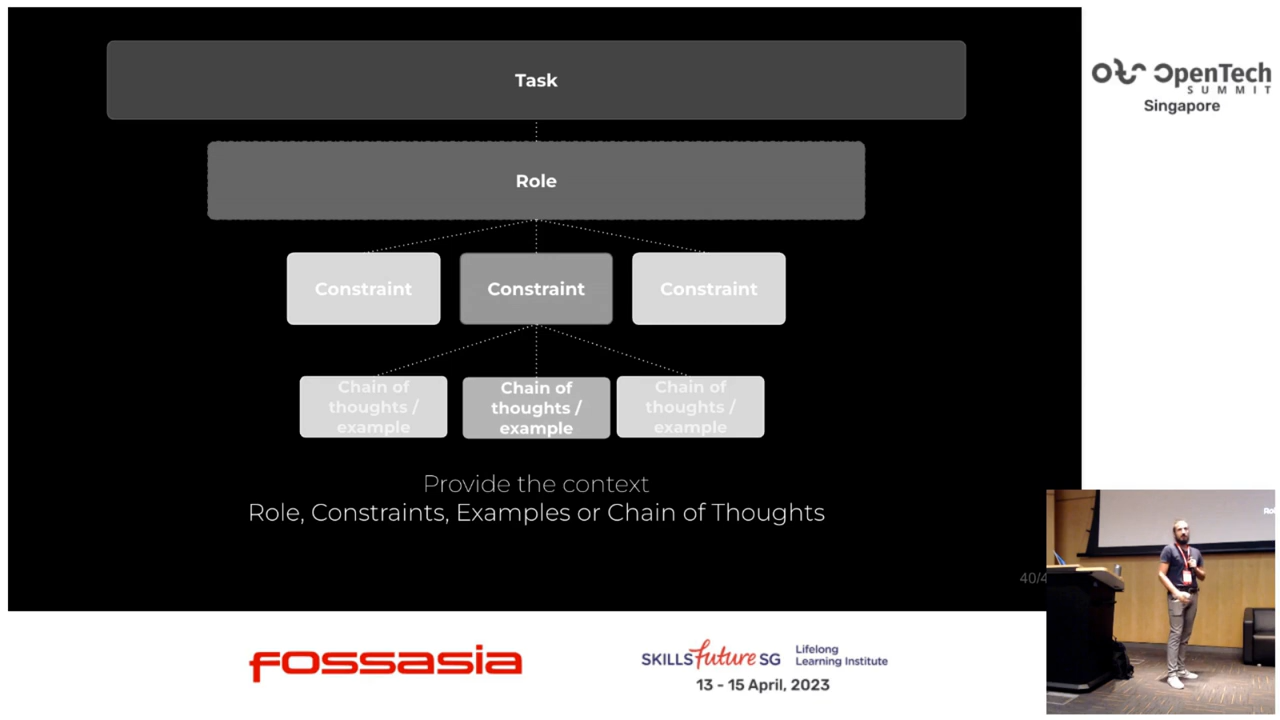 Task
Role
Constraint
Constraint
Constraint
Chain of
thoughts /
example
Chain of
thoughts /
example
Chain of
thoughts /
example
Provide the context
Role, Constraints, Examples or Chain of Thoughts
40/4
OpenTech
SUMMIT
Singapore
fossasia
SKILLSfuture SG
Lifelong
Learning Institute
13 - 15 April, 2023